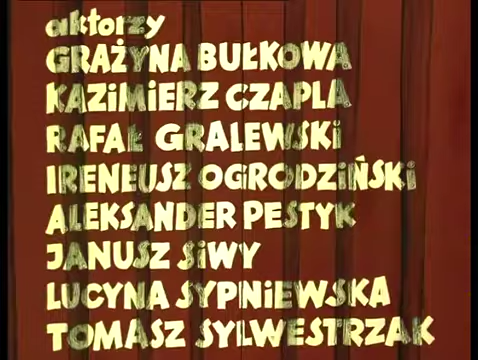 aktorzy
GRAŻYNA BUŁKOWA
KAZIMIERZ CZAPLA
RAFAŁ GRALEWSKI
IRENEUSZ OGRODZIŃSKI
ALEKSANDER PESTYK
JANUSZ SIWY
LUCYNA SYPNIEWSKA
TOMASZ SYLWESTRZAK